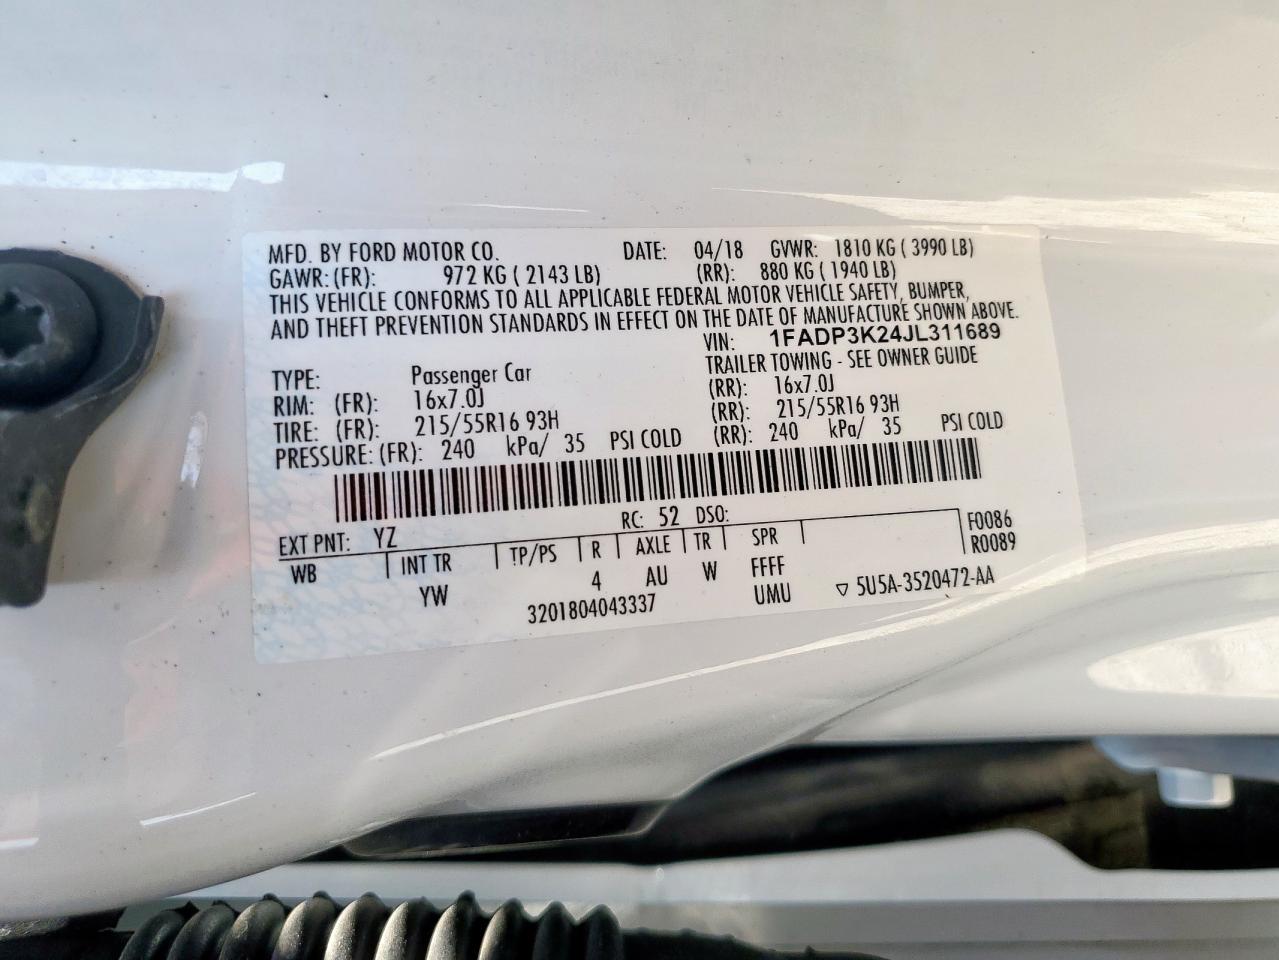 MFD. BY FORD MOTOR CO. DATE: 04/18 GVWR: 1810 KG ( 3990 LB)
GAWR: (FR): 972 KG ( 2143 LB) (RR): 880 KG ( 1940 LB)
THIS VEHICLE CONFORMS TO ALL APPLICABLE FEDERAL MOTOR VEHICLE SAFETY, BUMPER,
AND THEFT PREVENTION STANDARDS IN EFFECT ON THE DATE OF MANUFACTURE SHOWN ABOVE.
VIN: 1FADP3K24JL311689
TYPE: Passenger Car TRAILER TOWING - SEE OWNER GUIDE
RIM: (FR): 16x7.0J (RR): 16x7.0J
TIRE: (FR): 215/55R16 93H (RR): 215/55R16 93H
PRESSURE: (FR): 240 kPa/ 35 PSI COLD (RR): 240 kPa/ 35 PSI COLD
EXT PNT: YZ RC: 52 DSO: F0086
WB INT TR TP/PS R AXLE TR SPR R0089
YW 4 AU W FFFF
3201804043337 UMU ▽ 5U5A-3520472-AA